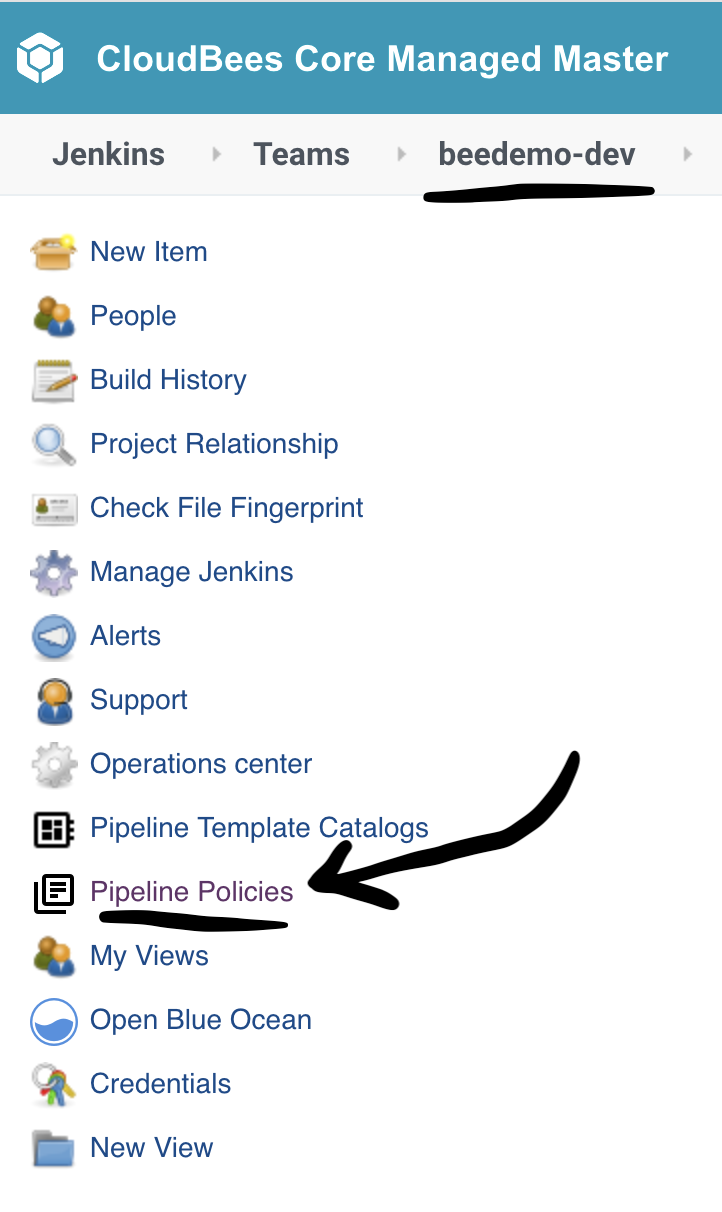 CloudBees Core Managed Master
Jenkins Teams beedemo-dev
New Item
People
Build History
Project Relationship
Check File Fingerprint
Manage Jenkins
Alerts
Support
Operations center
Pipeline Template Catalogs
Pipeline Policies
My Views
Open Blue Ocean
Credentials
New View